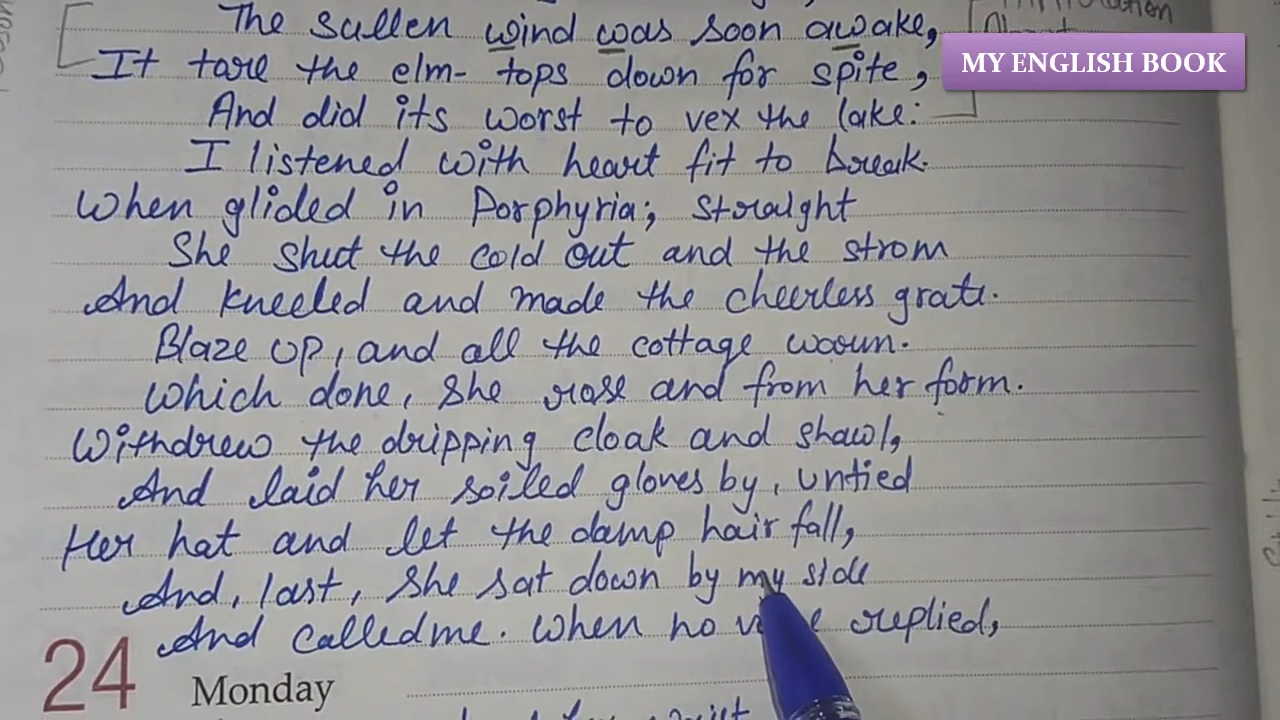 The sullen wind was soon awake,
MY ENGLISH BOOK
It tare the elm- tops down for spite,
And did its worst to vex the lake:
I listened with heart fit to break.
When glided in Porphyria; straight
She shut the cold out and the strom
And kneeled and made the cheerless grate.
Blaze up, and all the cottage
Which done, she rose and from her form.
Withdrew the dripping cloak and shawl,
And laid her soiled gloves by, untied
Her hat and let the damp hair fall,
And, last, she sat down by my side
And called me. When no replied,
24
Monday